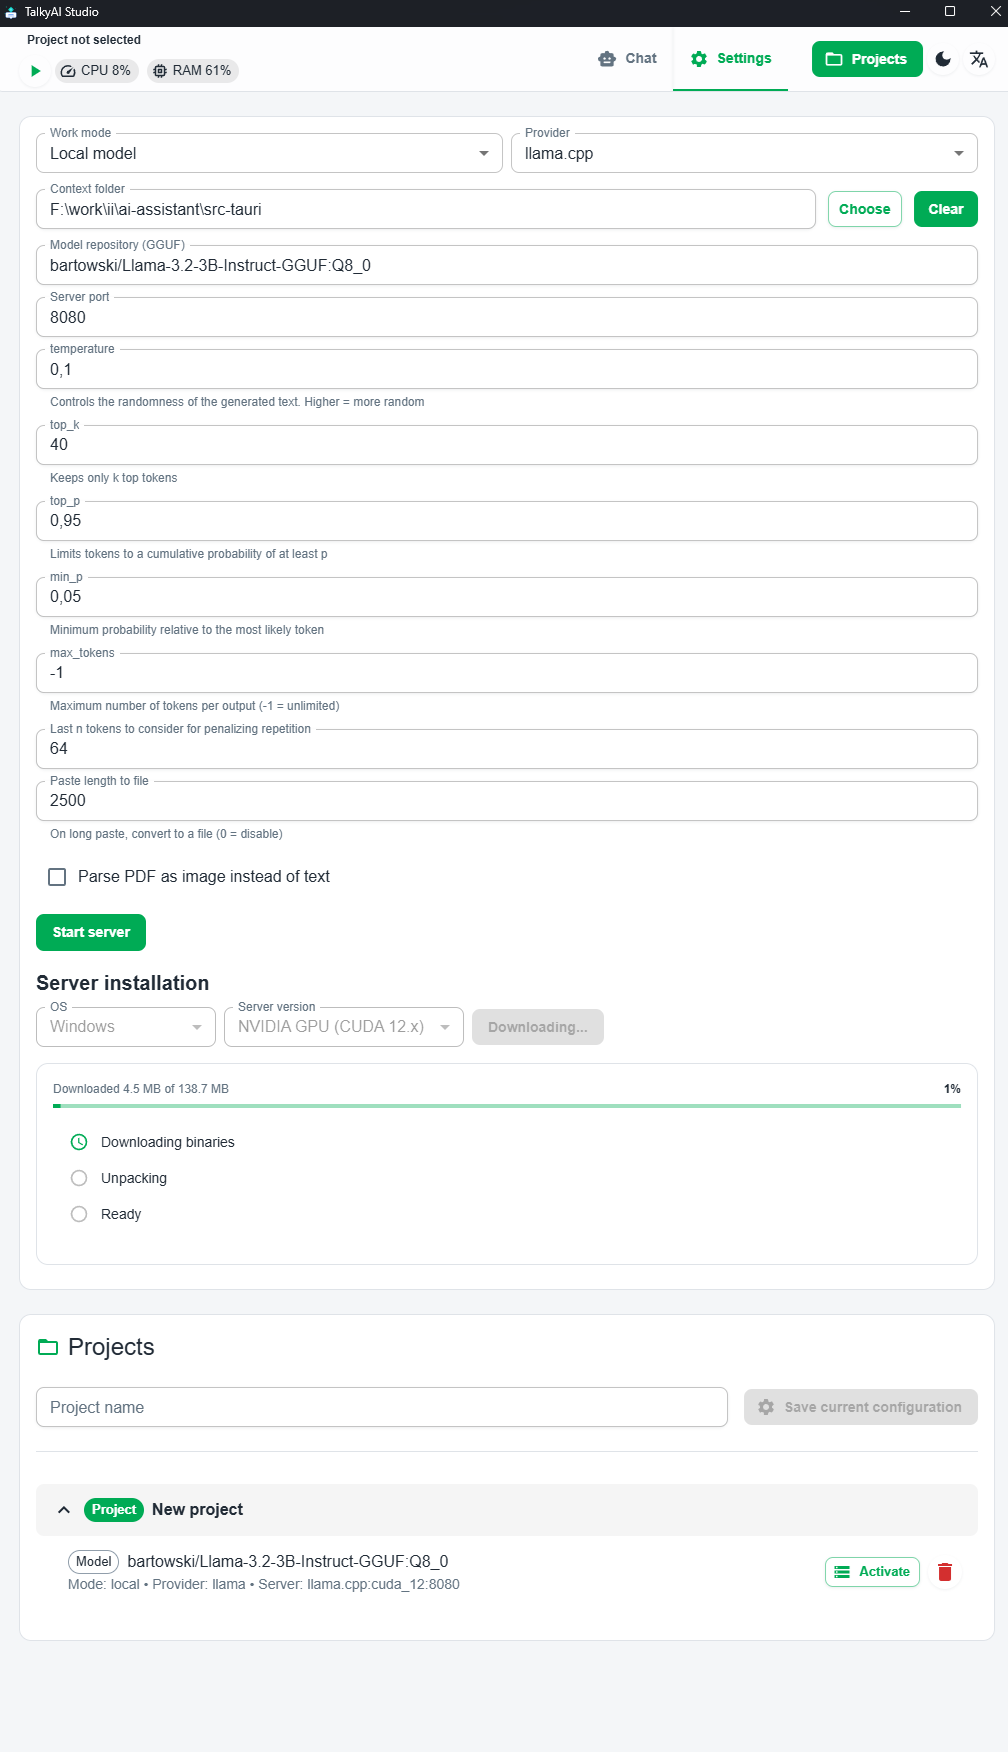 TalkyAI Studio
Project not selected
CPU 8%
RAM 61%
Chat
Settings
Projects
Work mode
Local model
Provider
llama.cpp
Context folder
F:\work\ii\ai-assistant\src-tauri
Choose
Clear
Model repository (GGUF)
bartowski/Llama-3.2-3B-Instruct-GGUF:Q8_0
Server port
8080
temperature
0,1
Controls the randomness of the generated text. Higher = more random
top_k
40
Keeps only k top tokens
top_p
0,95
Limits tokens to a cumulative probability of at least p
min_p
0,05
Minimum probability relative to the most likely token
max_tokens
-1
Maximum number of tokens per output (-1 = unlimited)
Last n tokens to consider for penalizing repetition
64
Paste length to file
2500
On long paste, convert to a file (0 = disable)
Parse PDF as image instead of text
Start server
Server installation
OS
Windows
Server version
NVIDIA GPU (CUDA 12.x)
Downloading...
Downloaded 4.5 MB of 138.7 MB
1%
Downloading binaries
Unpacking
Ready
Projects
Project name
Save current configuration
Project New project
Model bartowski/Llama-3.2-3B-Instruct-GGUF:Q8_0
Mode: local • Provider: llama • Server: llama.cpp:cuda_12:8080
Activate